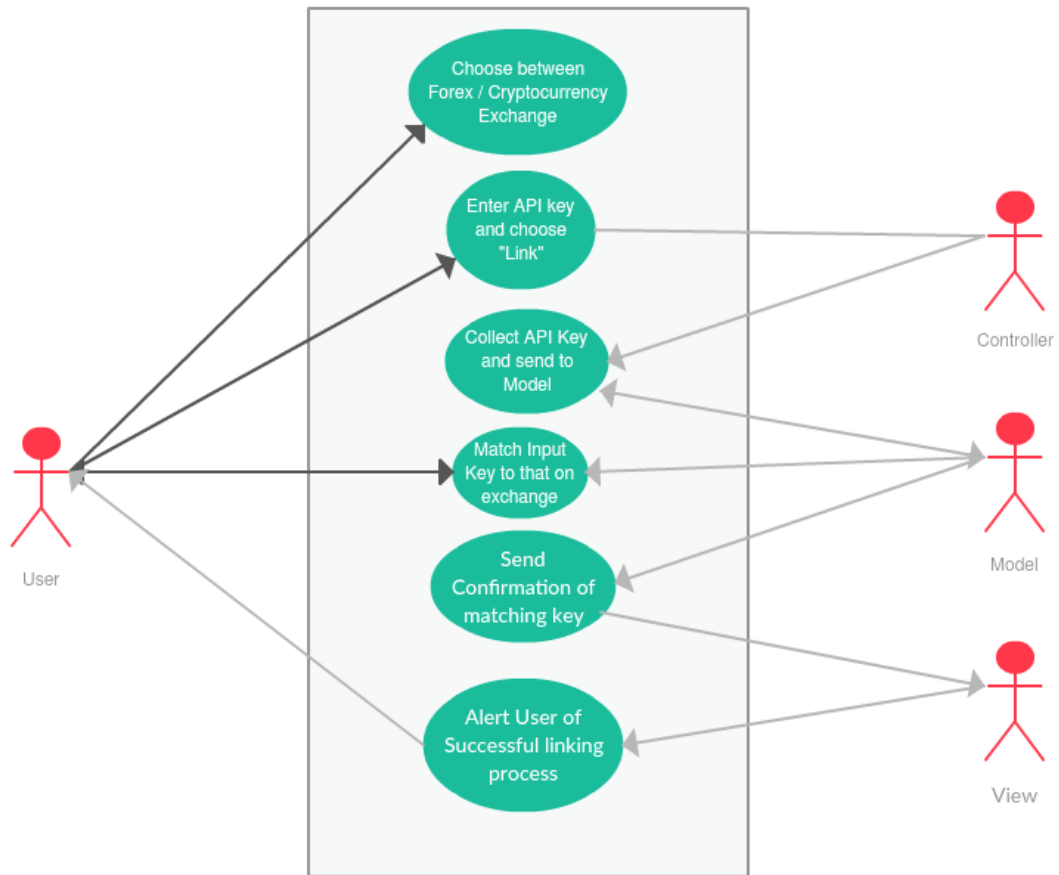 Choose between
Forex / Cryptocurrency
Exchange
Enter API key
and choose
"Link"
Controller
Collect API Key
and send to
Model
Match Input
Key to that on
exchange
User
Model
Send
Confirmation of
matching key
Alert User of
Successful linking
process
View